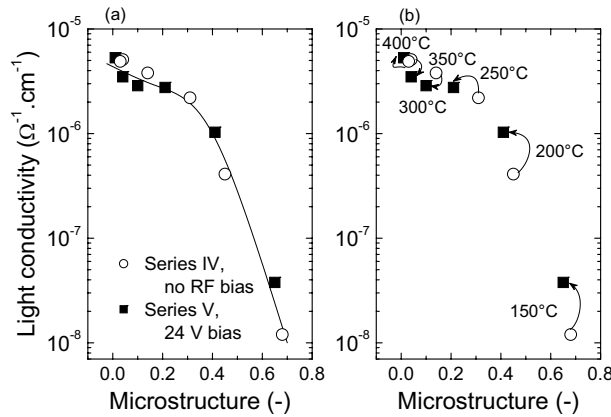 (a)
(b)
Light conductivity (Ω⁻¹.cm⁻¹)
10⁻⁵
10⁻⁶
10⁻⁷
10⁻⁸
Series IV,
no RF bias
Series V,
24 V bias
0.0 0.2 0.4 0.6 0.8
Microstructure (-)
10⁻⁵
10⁻⁶
10⁻⁷
10⁻⁸
400°C
350°C
300°C
250°C
200°C
150°C
0.0 0.2 0.4 0.6 0.8
Microstructure (-)